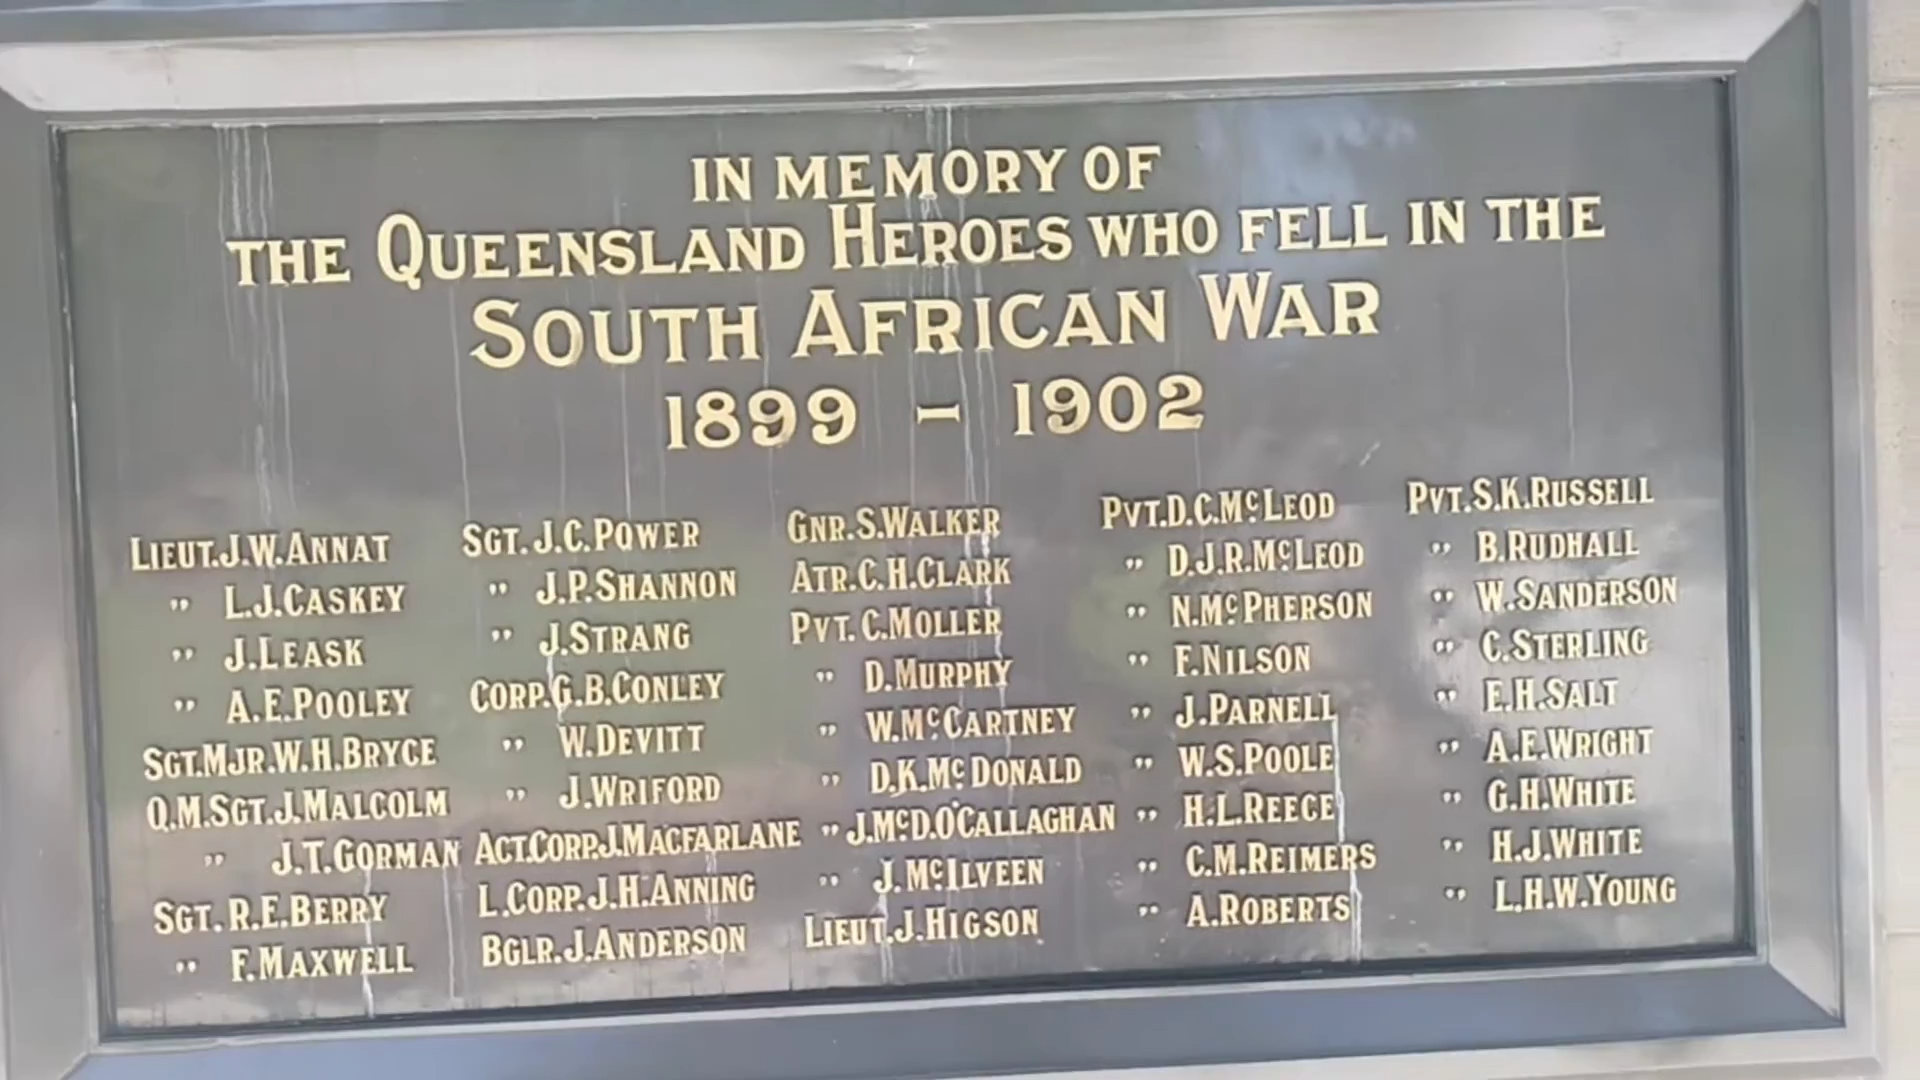 IN MEMORY OF
THE QUEENSLAND HEROES WHO FELL IN THE
SOUTH AFRICAN WAR
1899 - 1902
LIEUT. J.W. ANNAT
" L.J. CASKEY
" J. LEASK
" A.E. POOLEY
SGT. MJR. W.H. BRYCE
Q.M. SGT. J. MALCOLM
" J.T. GORMAN
SGT. R.E. BERRY
" F. MAXWELL
SGT. J.C. POWER
" J.P. SHANNON
" J. STRANG
CORP. G.B. CONLEY
" W. DEVITT
" J. WRIFORD
ACT. CORP. J. MACFARLANE
L. CORP. J.H. ANNING
BGLR. J. ANDERSON
GNR. S. WALKER
ATR. C.H. CLARK
PVT. C. MOLLER
" D. MURPHY
" W. McCARTNEY
" D.K. McDONALD
" J. McD. O'CALLAGHAN
" J. McILVEEN
LIEUT. J. HIGSON
PVT. D.C. McLEOD
" D.J.R. McLEOD
" N. McPHERSON
" F. NILSON
" J. PARNELL
" W.S. POOLE
" H.L. REECE
" C.M. REIMERS
" A. ROBERTS
PVT. S.K. RUSSELL
" B. RUDHALL
" W. SANDERSON
" C. STERLING
" E.H. SALT
" A.E. WRIGHT
" G.H. WHITE
" H.J. WHITE
" L.H.W. YOUNG